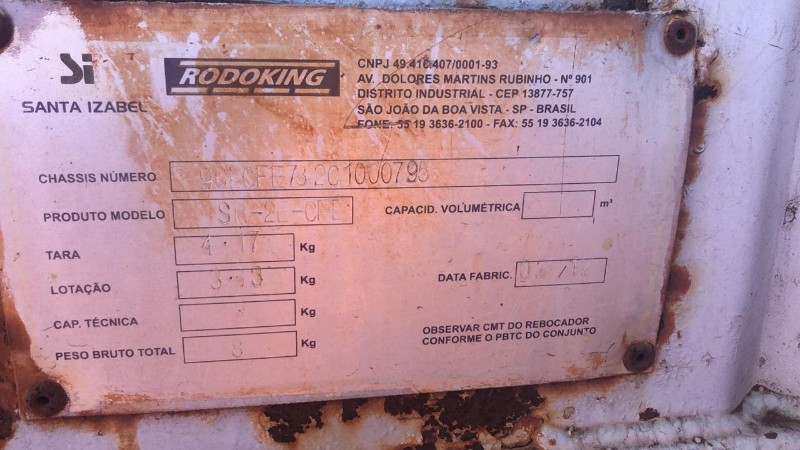 Si
SANTA IZABEL
RODOKING
CNPJ 49.416.407/0001-93
AV. DOLORES MARTINS RUBINHO - Nº 901
DISTRITO INDUSTRIAL - CEP 13877-757
SÃO JOÃO DA BOA VISTA - SP - BRASIL
FONE: 55 19 3636-2100 - FAX: 55 19 3636-2104
CHASSIS NÚMERO
PRODUTO MODELO
CAPACID. VOLUMÉTRICA m³
TARA Kg
LOTAÇÃO Kg
DATA FABRIC.
CAP. TÉCNICA Kg
PESO BRUTO TOTAL Kg
OBSERVAR CMT DO REBOCADOR
CONFORME O PBTC DO CONJUNTO